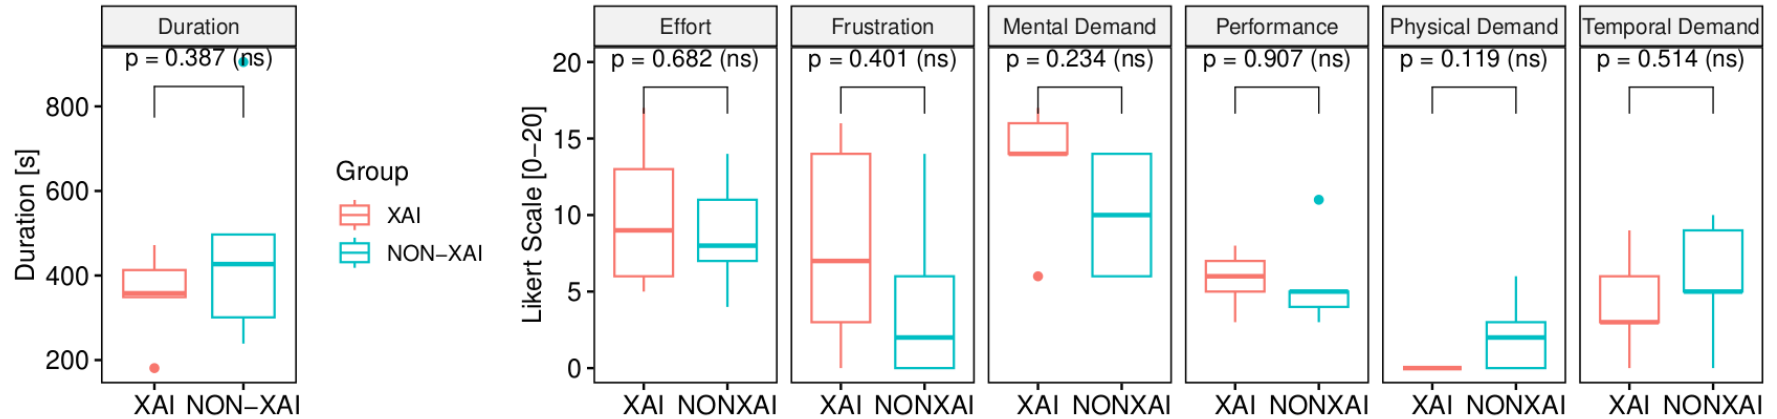 Duration
p = 0.387 (ns)
Duration [s]
800
600
400
200
XAI NON−XAI
Group
XAI
NON−XAI
Effort Frustration Mental Demand Performance Physical Demand Temporal Demand
p = 0.682 (ns) p = 0.401 (ns) p = 0.234 (ns) p = 0.907 (ns) p = 0.119 (ns) p = 0.514 (ns)
Likert Scale [0−20]
20
15
10
5
0
XAI NONXAI XAI NONXAI XAI NONXAI XAI NONXAI XAI NONXAI XAI NONXAI